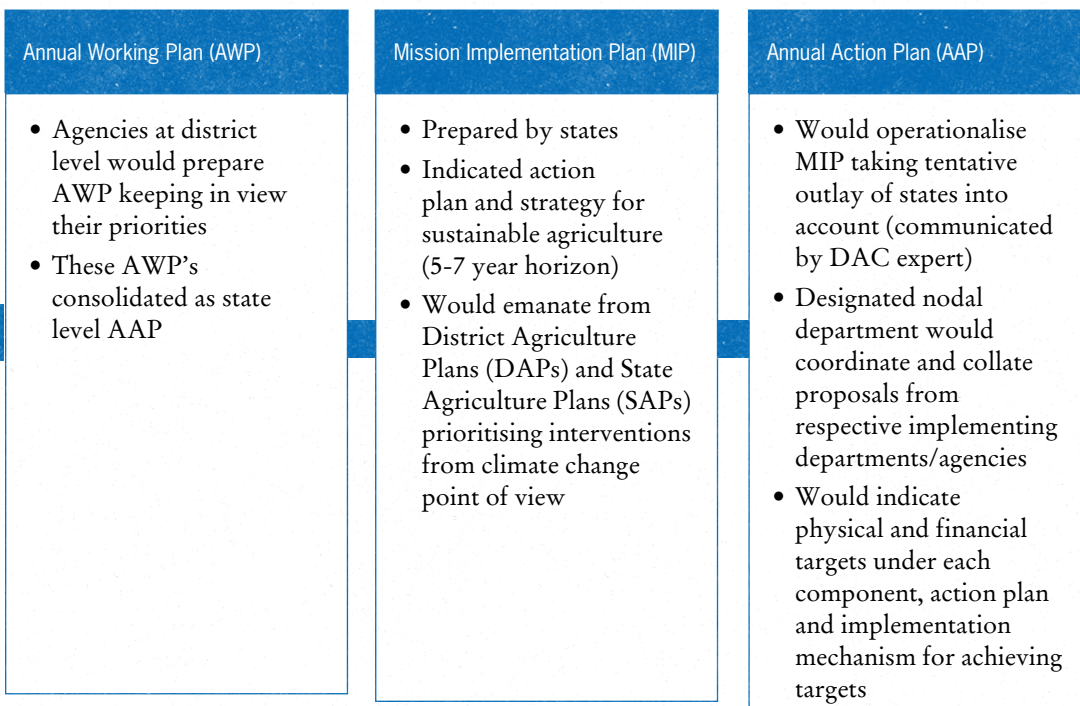 Annual Working Plan (AWP)
• Agencies at district
level would prepare
AWP keeping in view
their priorities
• These AWP's
consolidated as state
level AAP
Mission Implementation Plan (MIP)
• Prepared by states
• Indicated action
plan and strategy for
sustainable agriculture
(5-7 year horizon)
• Would emanate from
District Agriculture
Plans (DAPs) and State
Agriculture Plans (SAPs)
prioritising interventions
from climate change
point of view
Annual Action Plan (AAP)
• Would operationalise
MIP taking tentative
outlay of states into
account (communicated
by DAC expert)
• Designated nodal
department would
coordinate and collate
proposals from
respective implementing
departments/agencies
• Would indicate
physical and financial
targets under each
component, action plan
and implementation
mechanism for achieving
targets